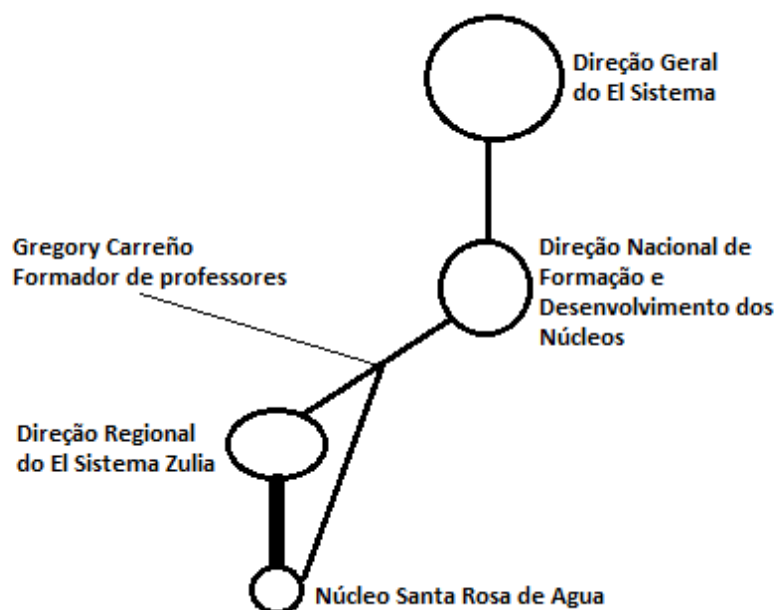 Direção Geral
do El Sistema
Gregory Carreño
Formador de professores
Direção Nacional de
Formação e
Desenvolvimento dos
Núcleos
Direção Regional
do El Sistema Zulia
Núcleo Santa Rosa de Agua